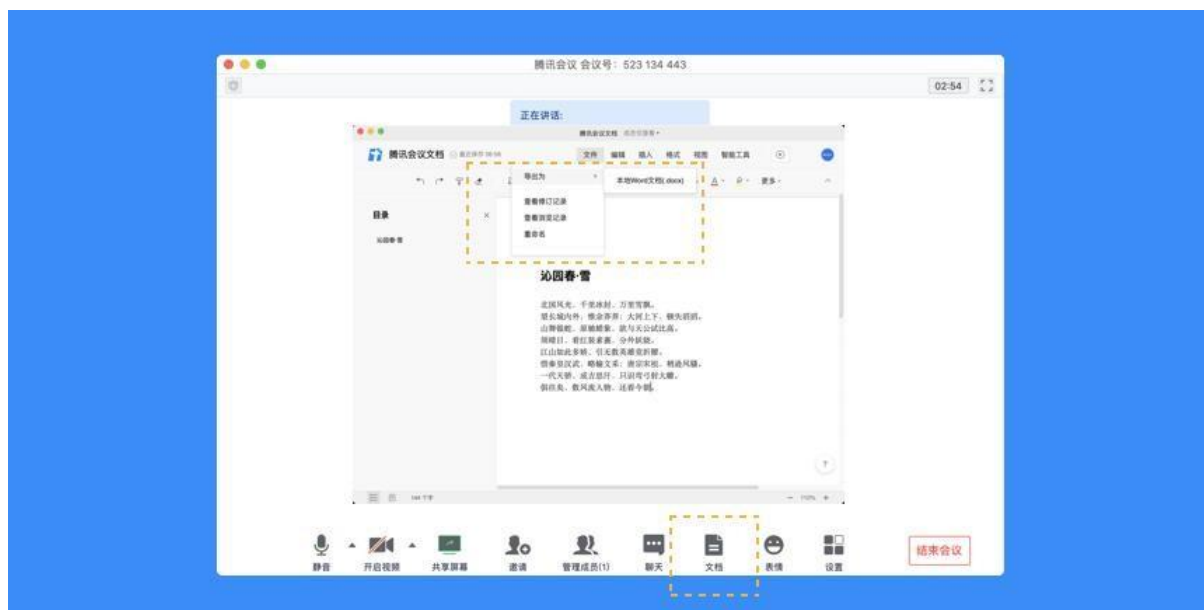 腾讯会议 会议号：523 134 443
02:54
正在讲话:
腾讯会议文档
腾讯会议文档
文件 编辑 插入 格式 视图 智能工具
导出为 本地Word文档(.docx) 更多
查看修订记录
查看浏览记录
重命名
目录
沁园春·雪
沁园春·雪
北国风光，千里冰封，万里雪飘。
望长城内外，惟余莽莽；大河上下，顿失滔滔。
山舞银蛇，原驰蜡象，欲与天公试比高。
须晴日，看红装素裹，分外妖娆。
江山如此多娇，引无数英雄竞折腰。
惜秦皇汉武，略输文采；唐宗宋祖，稍逊风骚。
一代天骄，成吉思汗，只识弯弓射大雕。
俱往矣，数风流人物，还看今朝。
110%
静音 开启视频 共享屏幕 邀请 管理成员(1) 聊天 文档 表情 设置 结束会议